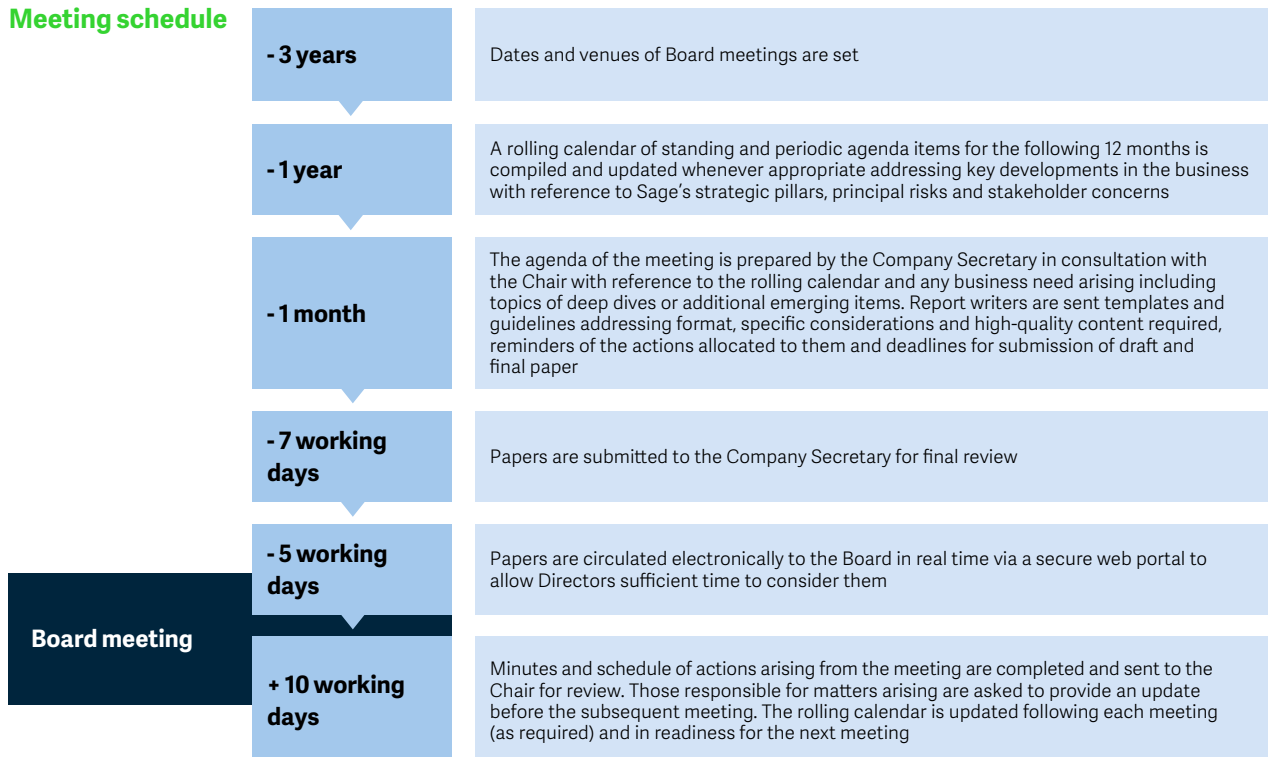 Meeting schedule
- 3 years
Dates and venues of Board meetings are set
- 1 year
A rolling calendar of standing and periodic agenda items for the following 12 months is
compiled and updated whenever appropriate addressing key developments in the business
with reference to Sage’s strategic pillars, principal risks and stakeholder concerns
- 1 month
The agenda of the meeting is prepared by the Company Secretary in consultation with
the Chair with reference to the rolling calendar and any business need arising including
topics of deep dives or additional emerging items. Report writers are sent templates and
guidelines addressing format, specific considerations and high-quality content required,
reminders of the actions allocated to them and deadlines for submission of draft and
final paper
- 7 working
days
Papers are submitted to the Company Secretary for final review
- 5 working
days
Papers are circulated electronically to the Board in real time via a secure web portal to
allow Directors sufficient time to consider them
Board meeting
+ 10 working
days
Minutes and schedule of actions arising from the meeting are completed and sent to the
Chair for review. Those responsible for matters arising are asked to provide an update
before the subsequent meeting. The rolling calendar is updated following each meeting
(as required) and in readiness for the next meeting